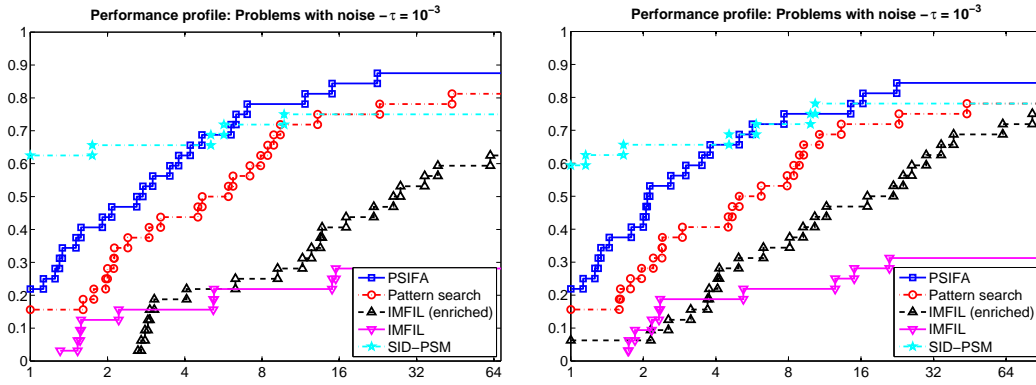 Performance profile: Problems with noise − τ = 10⁻³
1
0.9
0.8
0.7
0.6
0.5
0.4
0.3
0.2
0.1
0
1 2 4 8 16 32 64
PSIFA
Pattern search
IMFIL (enriched)
IMFIL
SID−PSM
Performance profile: Problems with noise − τ = 10⁻³
1
0.9
0.8
0.7
0.6
0.5
0.4
0.3
0.2
0.1
0
1 2 4 8 16 32 64
PSIFA
Pattern search
IMFIL (enriched)
IMFIL
SID−PSM